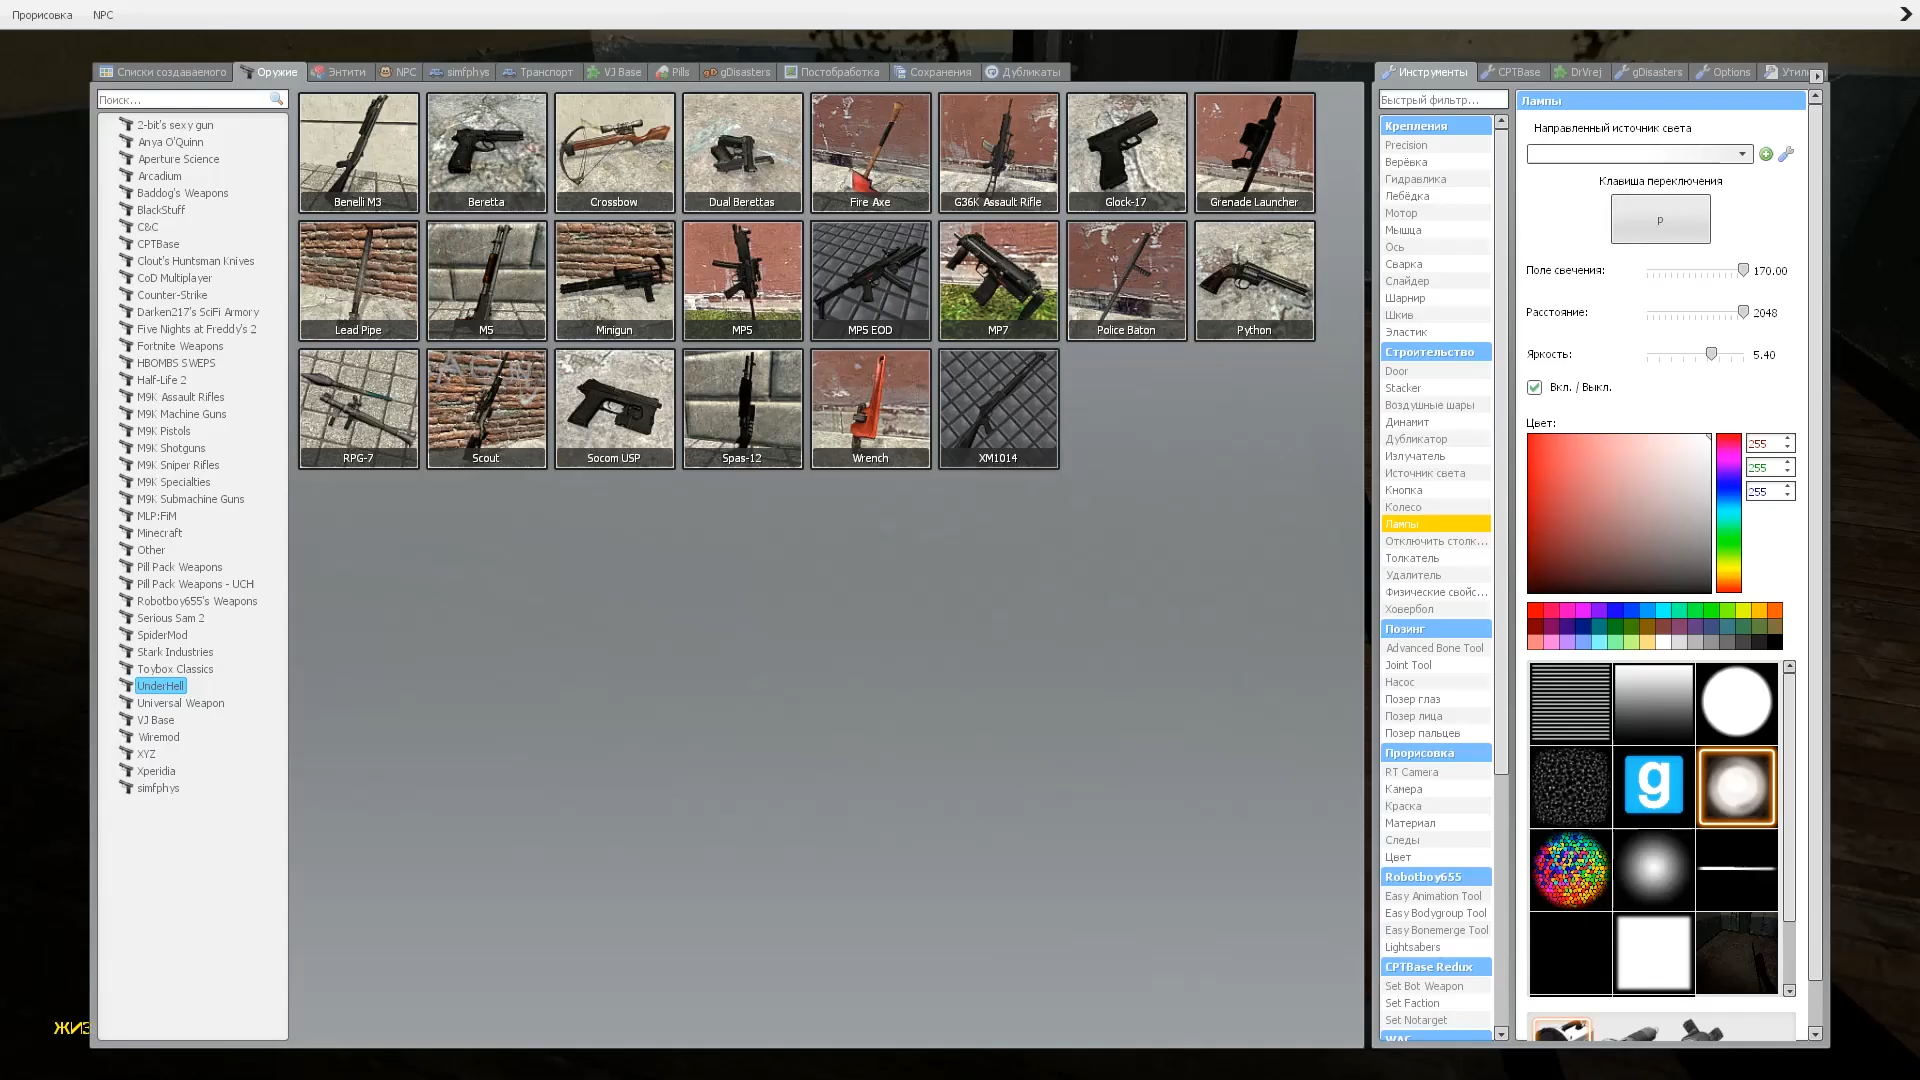 Прорисовка NPC
Списки создаваемого Оружие Энтити NPC simfphys Транспорт VJ Base Pills gDisasters Постобработка Сохранения Дубликаты
Поиск...
2-bit's sexy gun
Anya O'Quinn
Aperture Science
Arcadium
Baddog's Weapons
BlackStuff
C&C
CPTBase
Clout's Huntsman Knives
CoD Multiplayer
Counter-Strike
Darken217's SciFi Armory
Five Nights at Freddy's 2
Fortnite Weapons
HBOMBS SWEPS
Half-Life 2
M9K Assault Rifles
M9K Machine Guns
M9K Pistols
M9K Shotguns
M9K Sniper Rifles
M9K Specialties
M9K Submachine Guns
MLP:FiM
Minecraft
Other
Pill Pack Weapons
Pill Pack Weapons - UCH
Robotboy655's Weapons
Serious Sam 2
SpiderMod
Stark Industries
Toybox Classics
UnderHell
Universal Weapon
VJ Base
Wiremod
XYZ
Xperidia
simfphys
Benelli M3 Beretta Crossbow Dual Berettas Fire Axe G36K Assault Rifle Glock-17 Grenade Launcher
Lead Pipe M5 Minigun MP5 MP5 EOD MP7 Police Baton Python
RPG-7 Scout Socom USP Spas-12 Wrench XM1014
Инструменты CPTBase DrVrej gDisasters Options Утили
Быстрый фильтр...
Крепления
Precision
Верёвка
Гидравлика
Лебёдка
Мотор
Мышца
Ось
Сварка
Слайдер
Шарнир
Шкив
Эластик
Строительство
Door
Stacker
Воздушные шары
Динамит
Дубликатор
Излучатель
Источник света
Кнопка
Колесо
Лампы
Отключить столк...
Толкатель
Удалитель
Физические свойс...
Ховербол
Позинг
Advanced Bone Tool
Joint Tool
Насос
Позер глаз
Позер лица
Позер пальцев
Прорисовка
RT Camera
Камера
Краска
Материал
Следы
Цвет
Robotboy655
Easy Animation Tool
Easy Bodygroup Tool
Easy Bonemerge Tool
Lightsabers
CPTBase Redux
Set Bot Weapon
Set Faction
Set Notarget
WAC
Лампы
Направленный источник света
Клавиша переключения
p
Поле свечения: 170.00
Расстояние: 2048
Яркость: 5.40
Вкл. / Выкл.
Цвет:
255
255
255
g
ЖИЗ